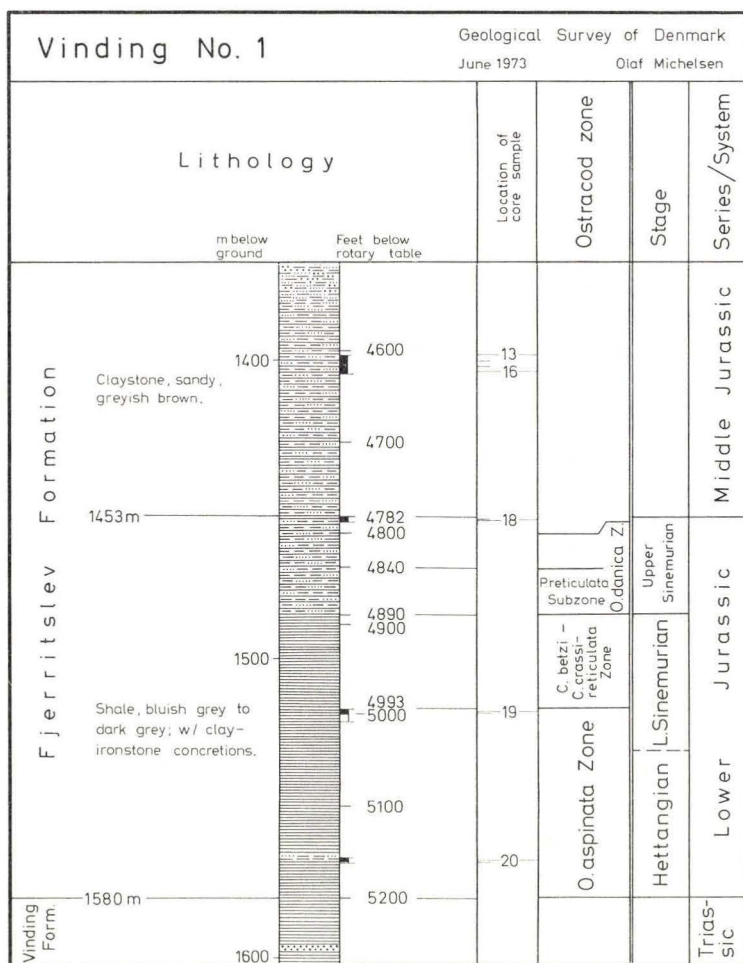 Vinding No. 1
Geological Survey of Denmark
June 1973 Olaf Michelsen
Lithology
m below
ground
Feet below
rotary table
Location of
core sample
Ostracod zone
Stage
Series/System
Fjerritslev Formation
Vinding
Form.
Claystone, sandy,
greyish brown.
Shale, bluish grey to
dark grey; w/ clay-
ironstone concretions.
1400
1453 m
1500
1580 m
1600
4600
4700
4782
4800
4840
4890
4900
4993
5000
5100
5200
13
16
18
19
20
O.danica Z.
Preticulata
Subzone
C. betzi –
C.crassi-
reticulata
Zone
O. aspinata Zone
Upper
Sinemurian
L.Sinemurian
Hettangian
Middle Jurassic
Lower Jurassic
Trias-
sic